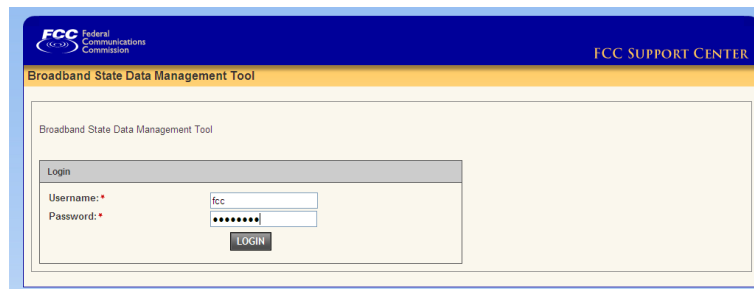 FCC Federal
Communications
Commission
FCC SUPPORT CENTER
Broadband State Data Management Tool
Broadband State Data Management Tool
Login
Username:* fcc
Password:* ●●●●●●●●
LOGIN